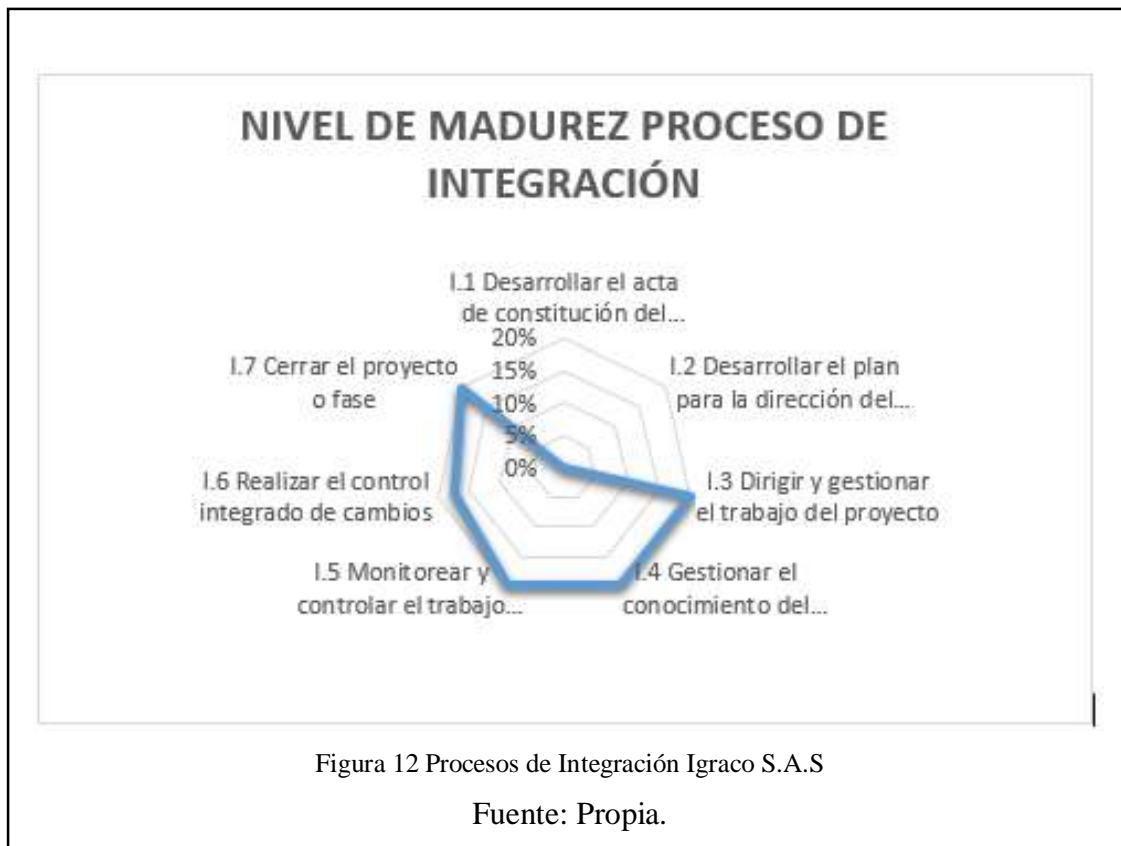 NIVEL DE MADUREZ PROCESO DE
INTEGRACIÓN
I.1 Desarrollar el acta
de constitución del...
20%
15%
10%
5%
0%
I.2 Desarrollar el plan
para la dirección del...
I.3 Dirigir y gestionar
el trabajo del proyecto
I.4 Gestionar el
conocimiento del...
I.5 Monitorear y
controlar el trabajo...
I.6 Realizar el control
integrado de cambios
I.7 Cerrar el proyecto
o fase
Figura 12 Procesos de Integración Igraco S.A.S
Fuente: Propia.